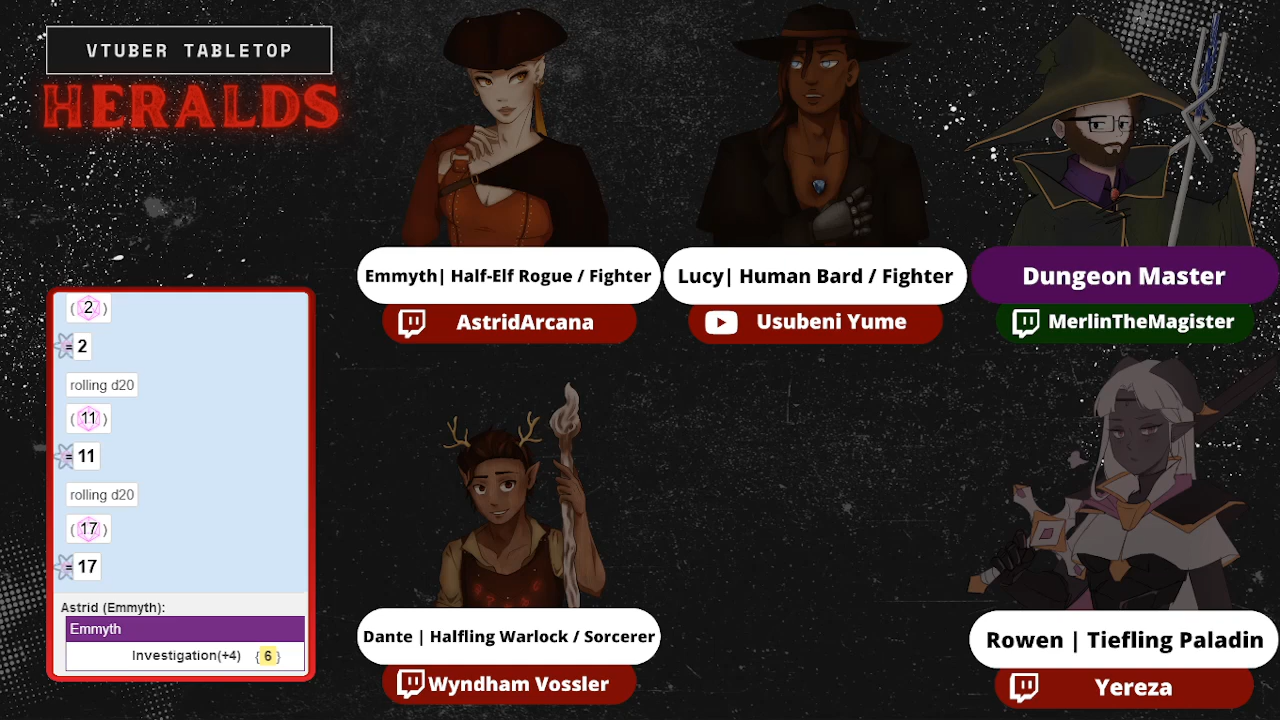 VTUBER TABLETOP
HERALDS
Emmyth| Half-Elf Rogue / Fighter
AstridArcana
Lucy| Human Bard / Fighter
Usubeni Yume
Dungeon Master
MerlinTheMagister
(2)
=2
rolling d20
(11)
=11
rolling d20
(17)
=17
Astrid (Emmyth):
Emmyth
Investigation(+4) {6}
Dante | Halfling Warlock / Sorcerer
Wyndham Vossler
Rowen | Tiefling Paladin
Yereza